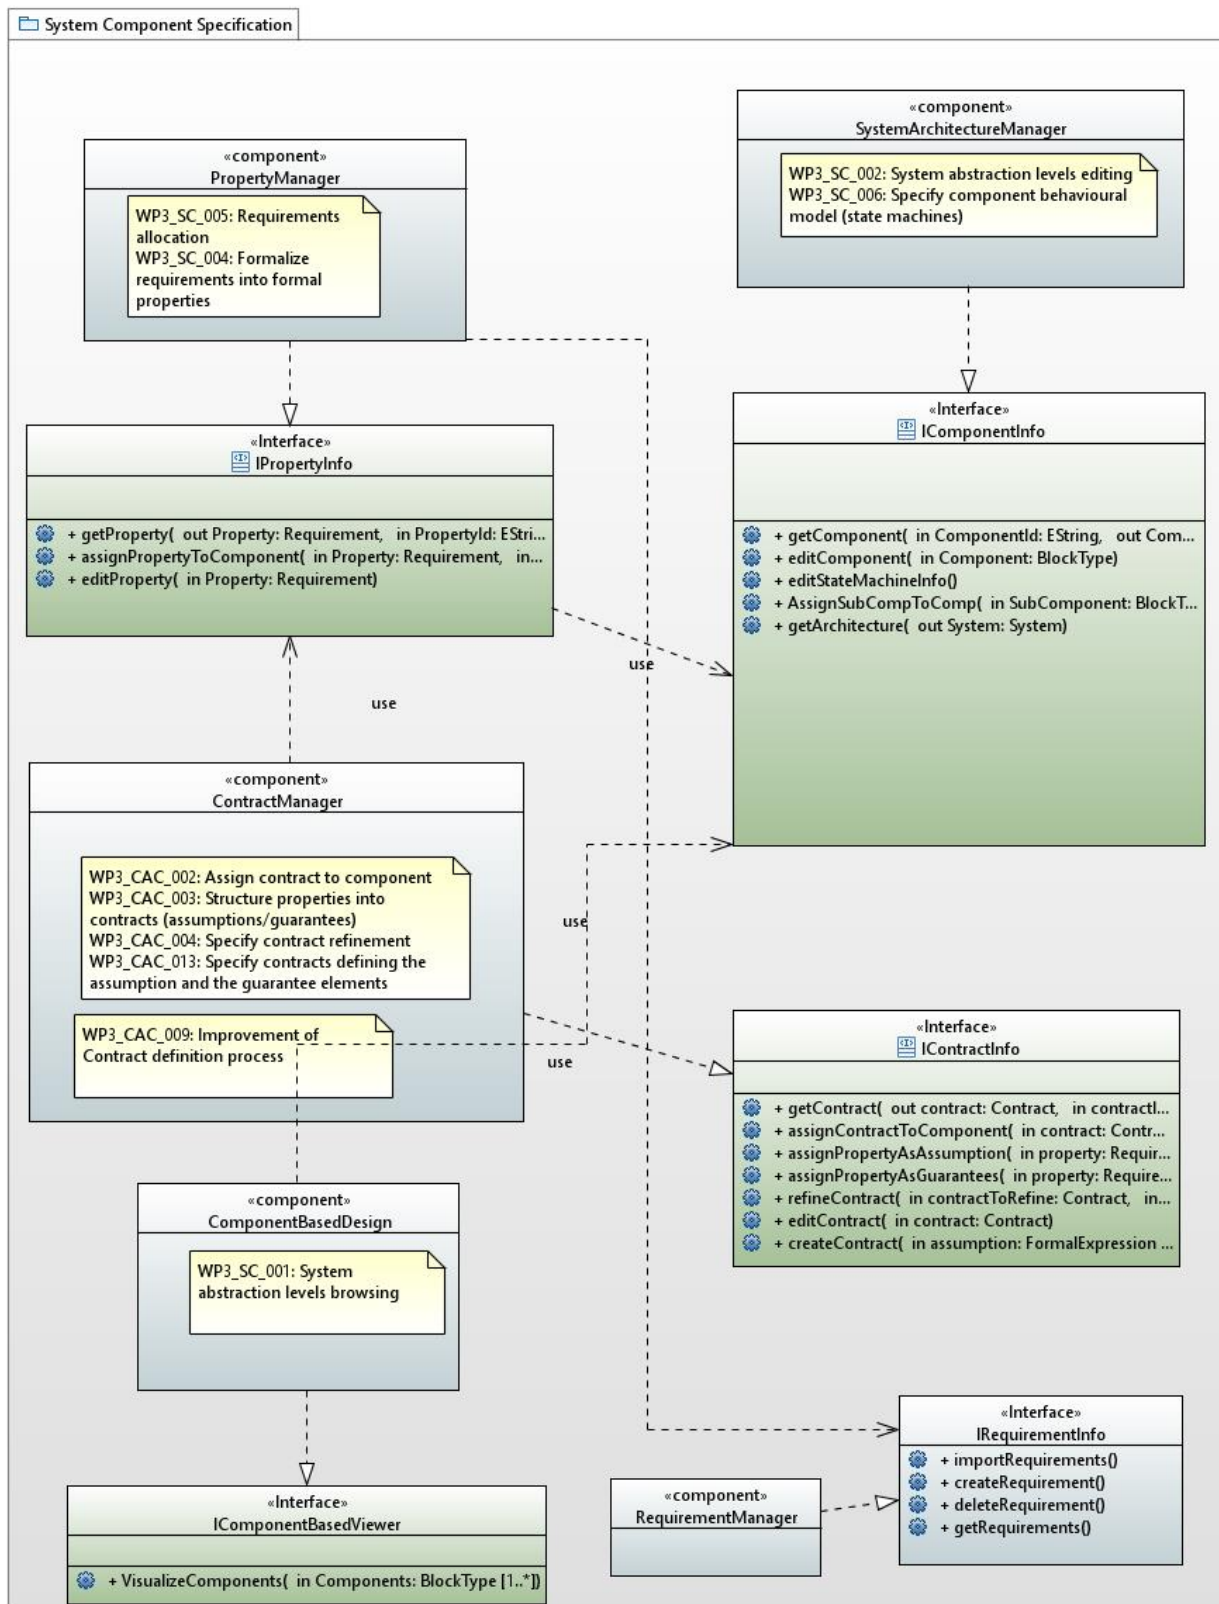 System Component Specification
«component»
SystemArchitectureManager
WP3_SC_002: System abstraction levels editing
WP3_SC_006: Specify component behavioural
model (state machines)
«component»
PropertyManager
WP3_SC_005: Requirements
allocation
WP3_SC_004: Formalize
requirements into formal
properties
«Interface»
IPropertyInfo
+ getProperty( out Property: Requirement, in PropertyId: EStri...
+ assignPropertyToComponent( in Property: Requirement, in...
+ editProperty( in Property: Requirement)
«Interface»
IComponentInfo
+ getComponent( in ComponentId: EString, out Com...
+ editComponent( in Component: BlockType)
+ editStateMachineInfo()
+ AssignSubCompToComp( in SubComponent: BlockT...
+ getArchitecture( out System: System)
use
use
«component»
ContractManager
WP3_CAC_002: Assign contract to component
WP3_CAC_003: Structure properties into
contracts (assumptions/guarantees)
WP3_CAC_004: Specify contract refinement
WP3_CAC_013: Specify contracts defining the
assumption and the guarantee elements
WP3_CAC_009: Improvement of
Contract definition process
use
use
«Interface»
IContractInfo
+ getContract( out contract: Contract, in contractI...
+ assignContractToComponent( in contract: Contr...
+ assignPropertyAsAssumption( in property: Requir...
+ assignPropertyAsGuarantees( in property: Require...
+ refineContract( in contractToRefine: Contract, in...
+ editContract( in contract: Contract)
+ createContract( in assumption: FormalExpression ...
«component»
ComponentBasedDesign
WP3_SC_001: System
abstraction levels browsing
«Interface»
IComponentBasedViewer
+ VisualizeComponents( in Components: BlockType [1..*])
«component»
RequirementManager
«Interface»
IRequirementInfo
+ importRequirements()
+ createRequirement()
+ deleteRequirement()
+ getRequirements()